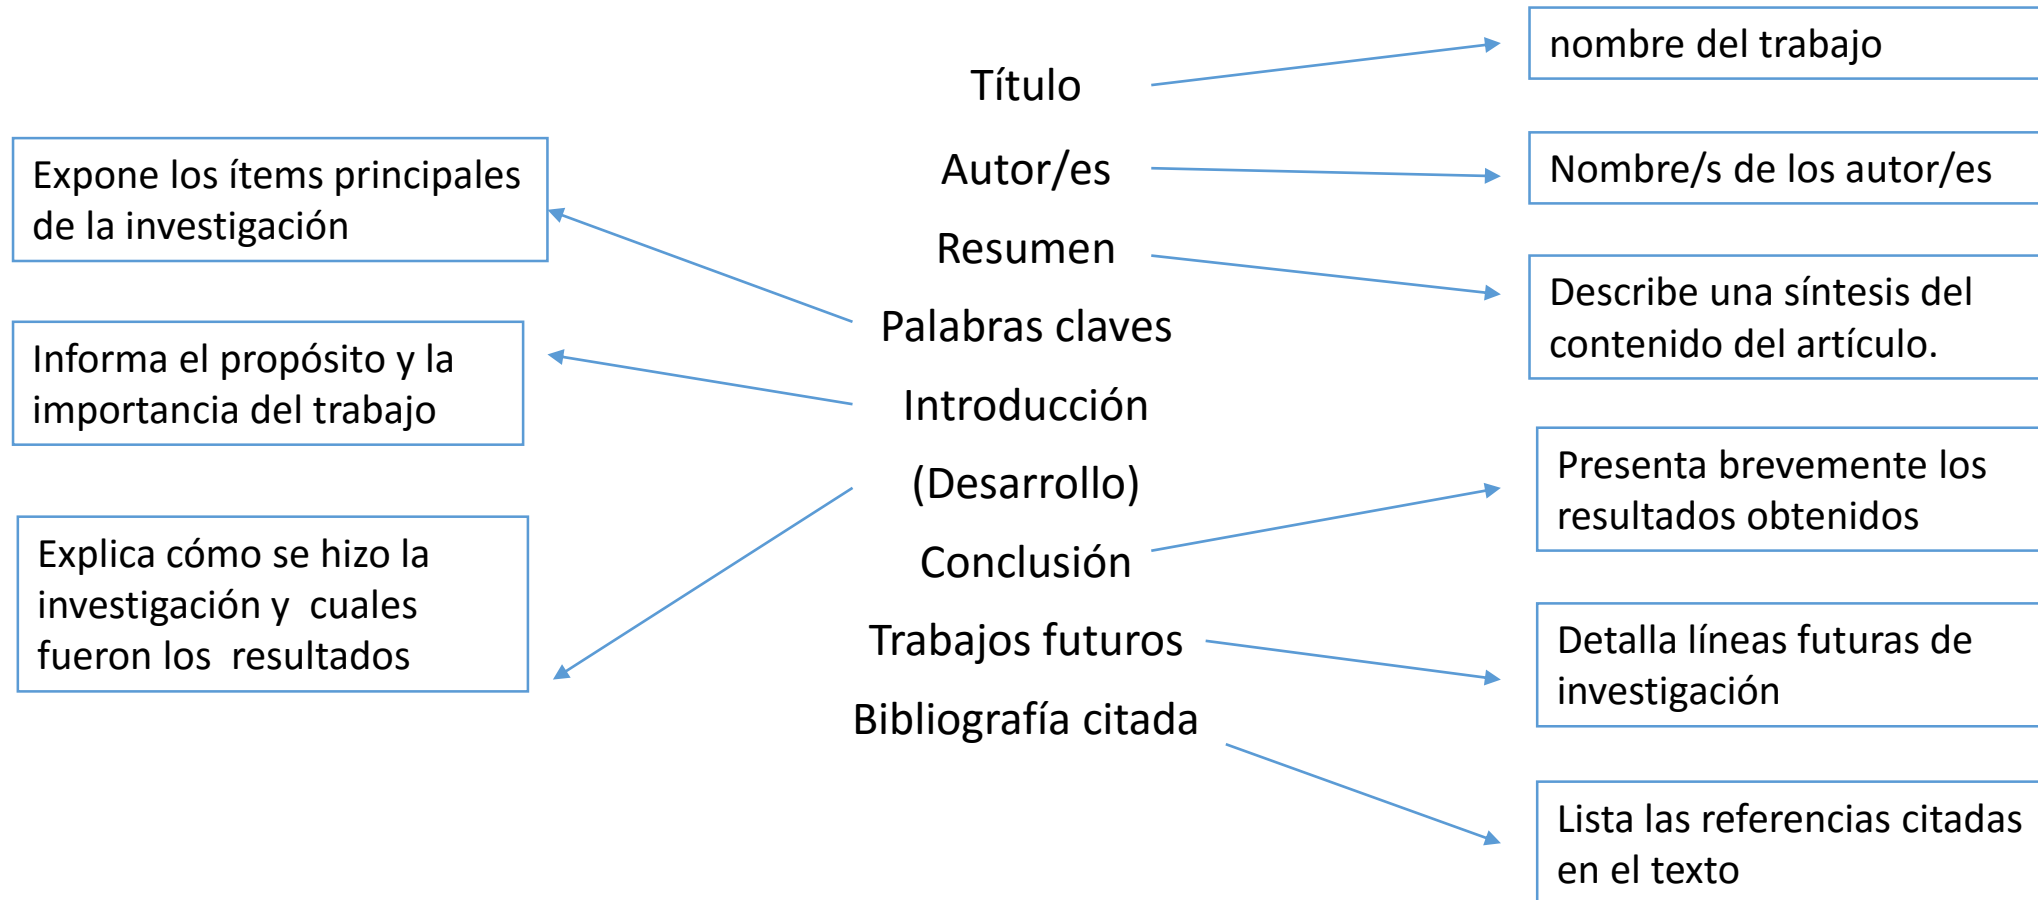 Título
Autor/es
Resumen
Palabras claves
Introducción
(Desarrollo)
Conclusión
Trabajos futuros
Bibliografía citada
Expone los ítems principales
de la investigación
Informa el propósito y la
importancia del trabajo
Explica cómo se hizo la
investigación y  cuales
fueron los  resultados
nombre del trabajo
Nombre/s de los autor/es
Describe una síntesis del
contenido del artículo.
Presenta brevemente los
resultados obtenidos
Detalla líneas futuras de
investigación
Lista las referencias citadas
en el texto